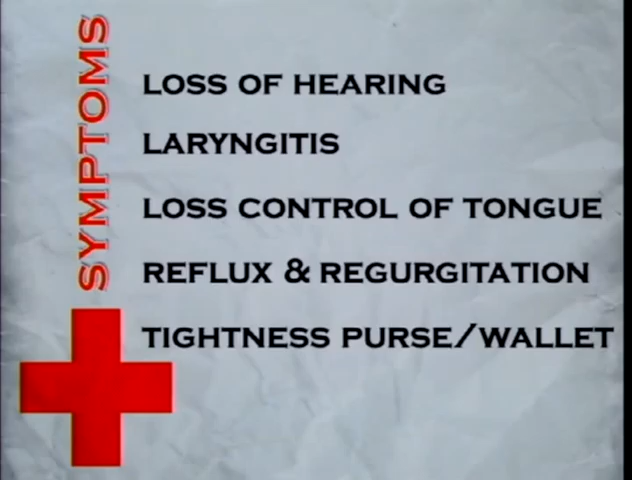 SYMPTOMS
LOSS OF HEARING
LARYNGITIS
LOSS CONTROL OF TONGUE
REFLUX & REGURGITATION
TIGHTNESS PURSE/WALLET